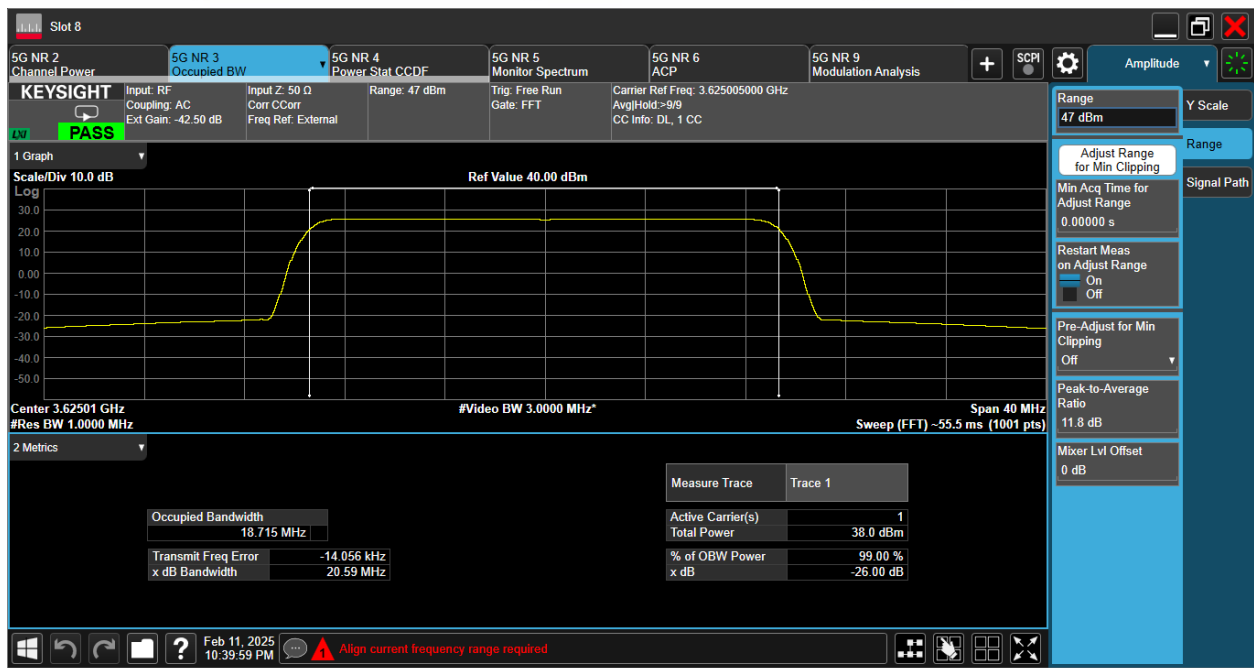 Slot 8
5G NR 2
Channel Power
5G NR 3
Occupied BW
5G NR 4
Power Stat CCDF
5G NR 5
Monitor Spectrum
5G NR 6
ACP
5G NR 9
Modulation Analysis
SCPI
Amplitude
KEYSIGHT
LXI
PASS
Input: RF
Coupling: AC
Ext Gain: -42.50 dB
Input Z: 50 Ω
Corr CCorr
Freq Ref: External
Range: 47 dBm
Trig: Free Run
Gate: FFT
Carrier Ref Freq: 3.625005000 GHz
Avg|Hold:>9/9
CC Info: DL, 1 CC
1 Graph
Scale/Div 10.0 dB
Ref Value 40.00 dBm
Log
30.0
20.0
10.0
0.00
-10.0
-20.0
-30.0
-40.0
-50.0
Center 3.62501 GHz
#Video BW 3.0000 MHz*
Span 40 MHz
#Res BW 1.0000 MHz
Sweep (FFT) ~55.5 ms (1001 pts)
2 Metrics
Measure Trace Trace 1
Occupied Bandwidth
18.715 MHz
Active Carrier(s) 1
Total Power 38.0 dBm
Transmit Freq Error -14.056 kHz
x dB Bandwidth 20.59 MHz
% of OBW Power 99.00 %
x dB -26.00 dB
Range
47 dBm
Adjust Range
for Min Clipping
Min Acq Time for
Adjust Range
0.00000 s
Restart Meas
on Adjust Range
On
Off
Pre-Adjust for Min
Clipping
Off
Peak-to-Average
Ratio
11.8 dB
Mixer Lvl Offset
0 dB
Y Scale
Range
Signal Path
?
Feb 11, 2025
10:39:59 PM
1
Align current frequency range required